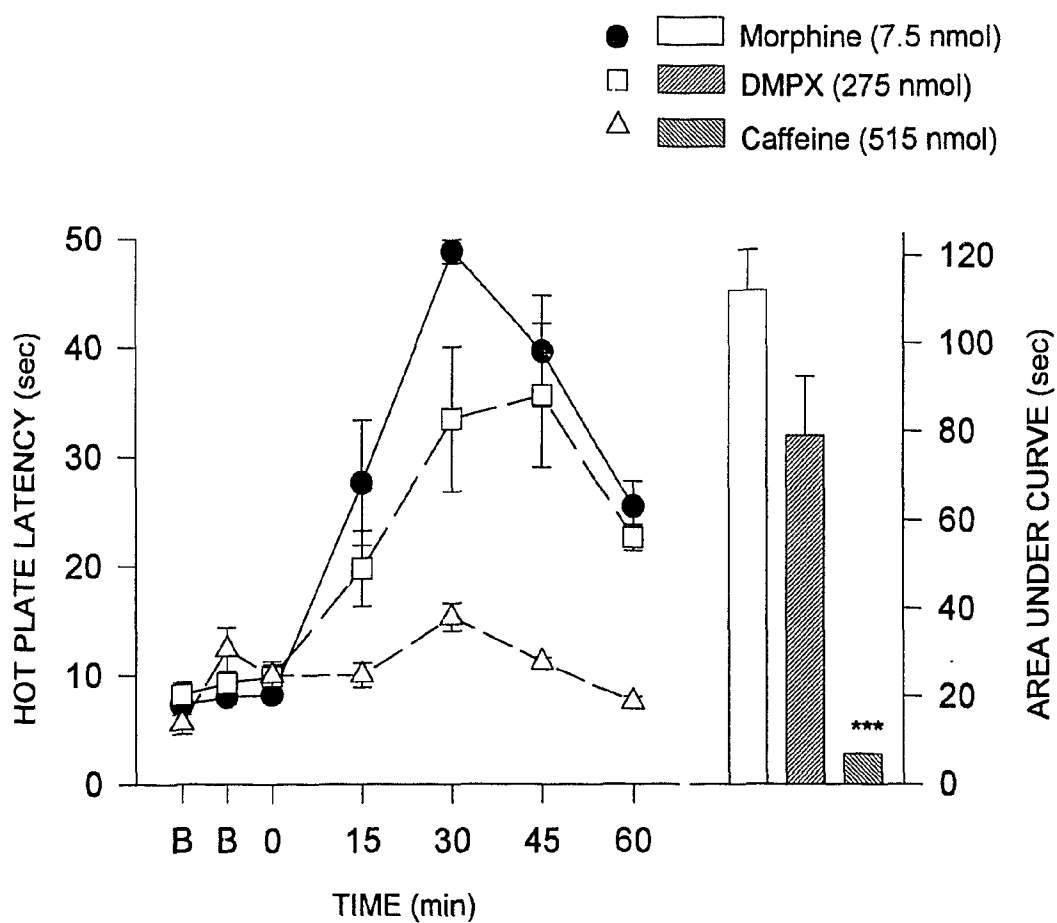 Morphine (7.5 nmol)
DMPX (275 nmol)
Caffeine (515 nmol)
HOT PLATE LATENCY (sec)
50
40
30
20
10
0
B B 0 15 30 45 60
TIME (min)
***
120
100
80
60
40
20
0
AREA UNDER CURVE (sec)